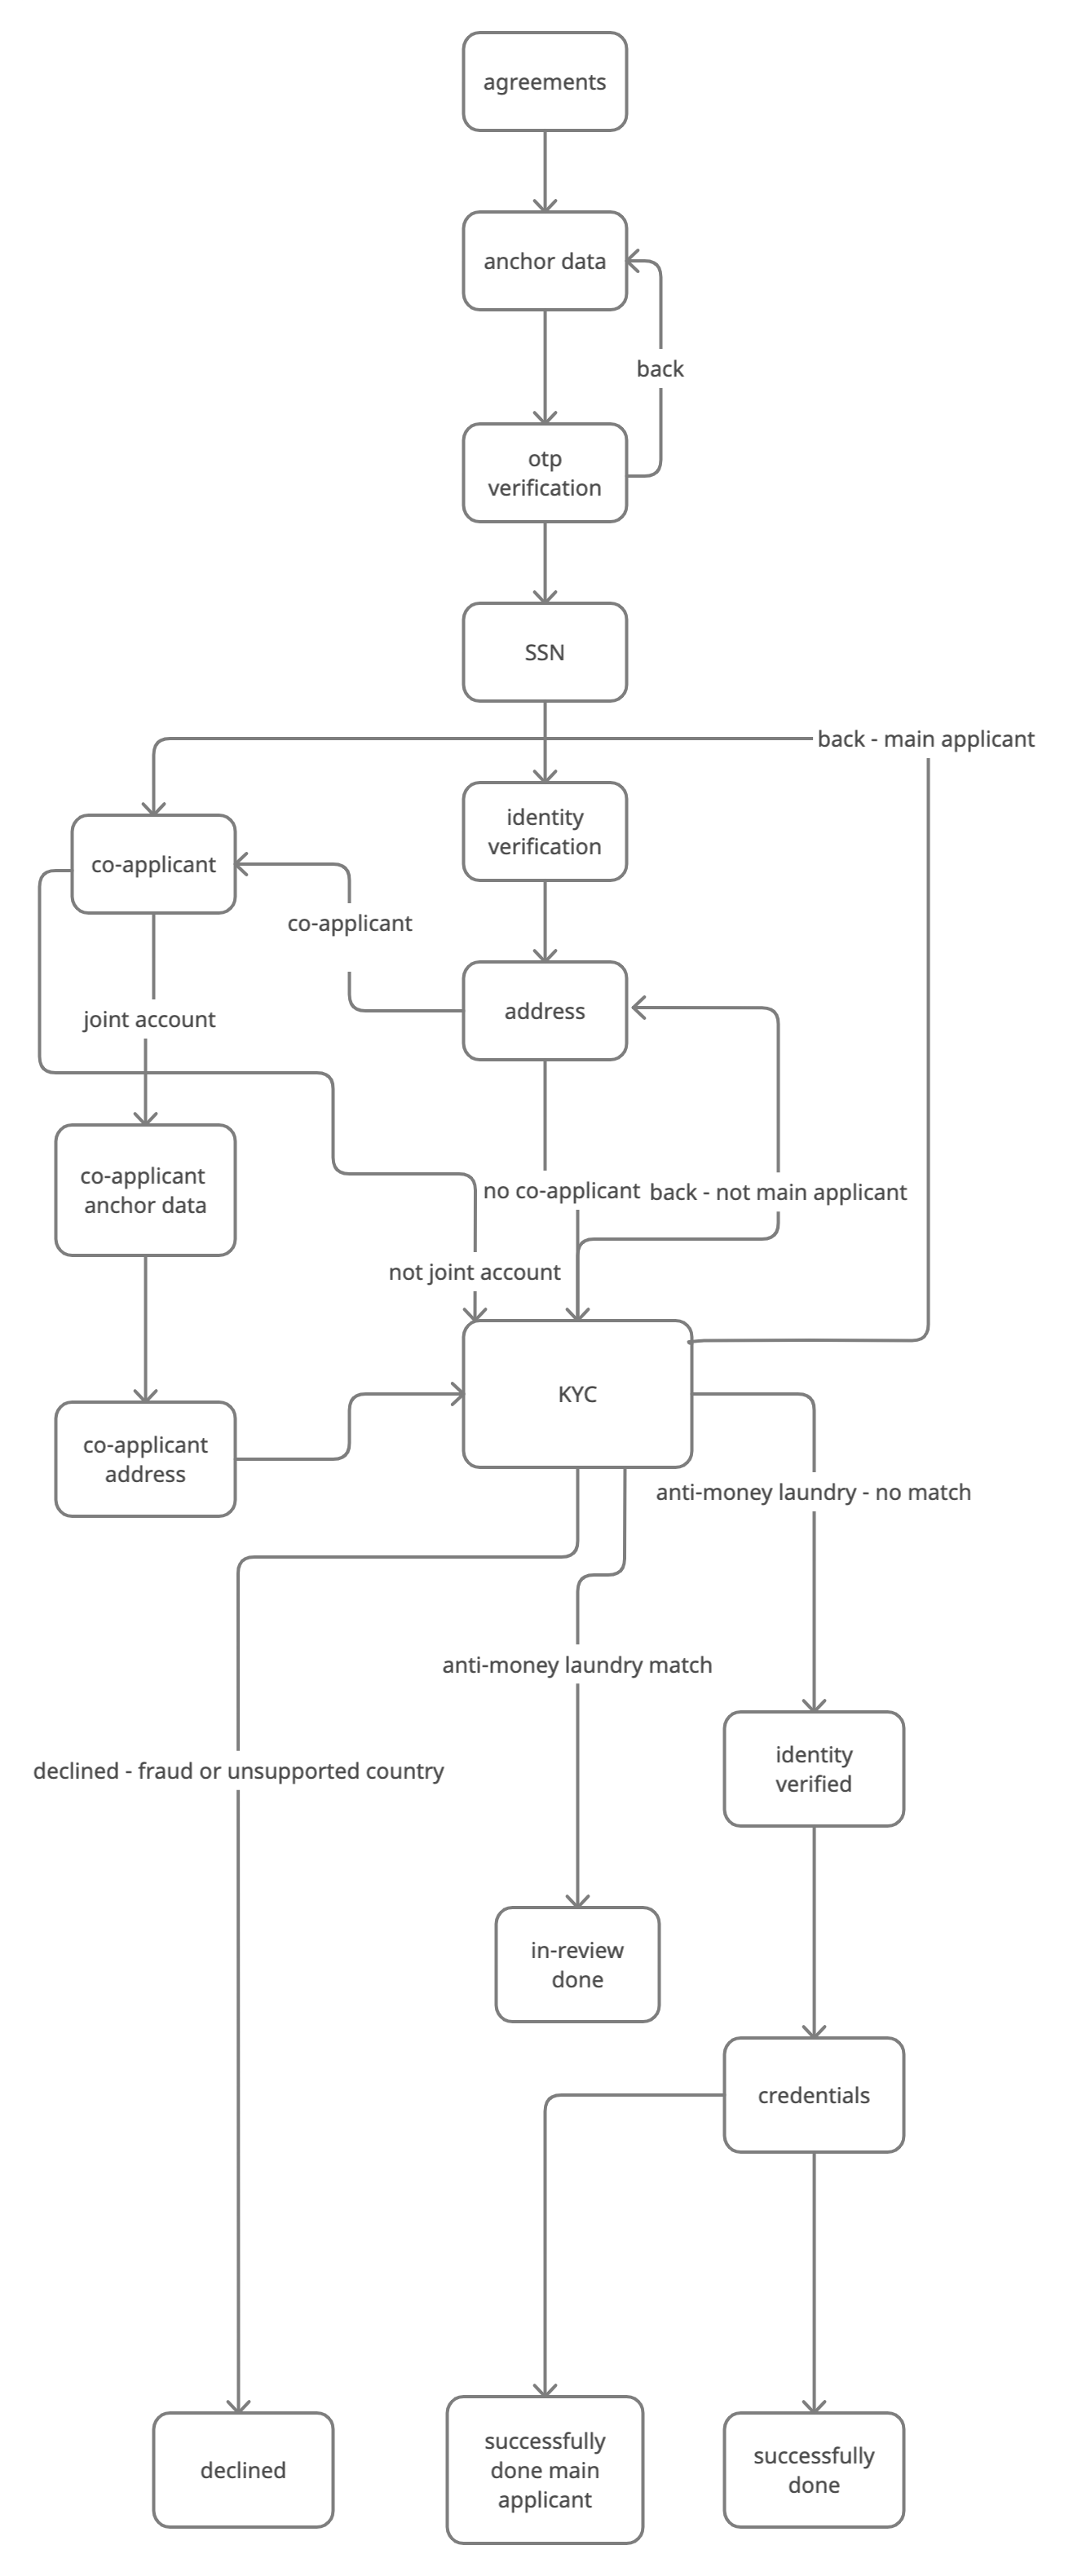 agreements
anchor data
back
otp
verification
SSN
back - main applicant
identity
verification
co-applicant
co-applicant
address
joint account
co-applicant
anchor data
no co-applicant
back - not main applicant
not joint account
KYC
co-applicant
address
anti-money laundry - no match
anti-money laundry match
identity
verified
declined - fraud or unsupported country
in-review
done
credentials
successfully
done main
applicant
successfully
done
declined